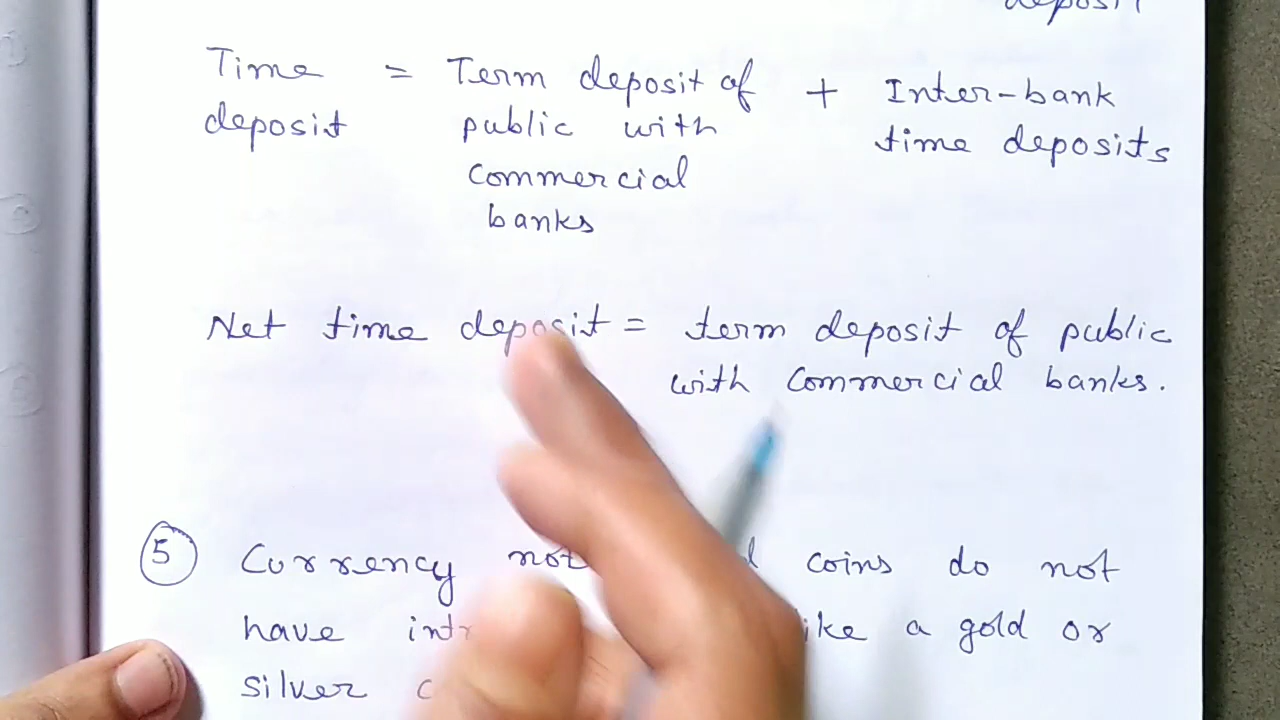 deposit
Time = Term deposit of + Inter-bank
deposit public with time deposits
commercial
banks
Net time deposit = term deposit of public
with commercial banks.
5 Currency coins do not
have a gold or
silver